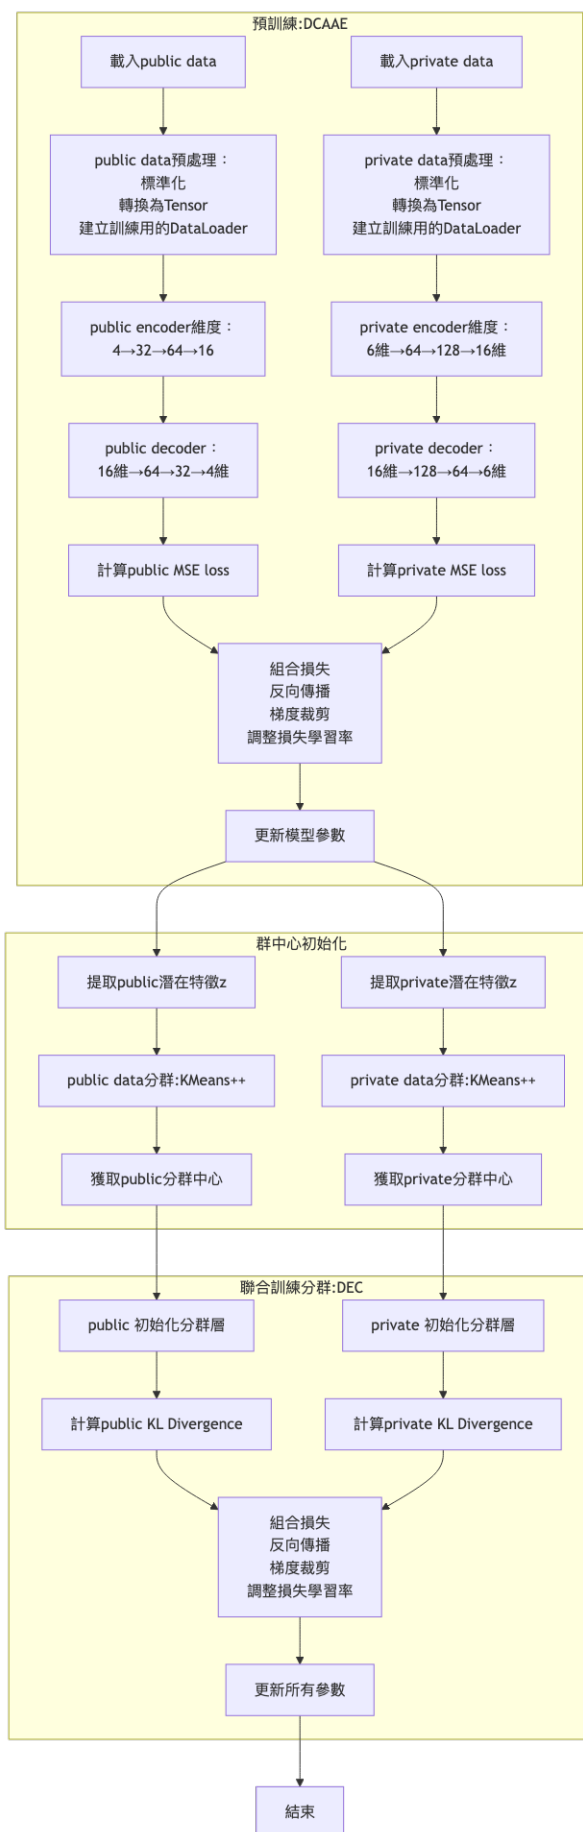 預訓練:DCAAE
載入public data
載入private data
public data預處理：
標準化
轉換為Tensor
建立訓練用的DataLoader
private data預處理：
標準化
轉換為Tensor
建立訓練用的DataLoader
public encoder維度：
4→32→64→16
private encoder維度：
6維→64→128→16維
public decoder：
16維→64→32→4維
private decoder：
16維→128→64→6維
計算public MSE loss
計算private MSE loss
組合損失
反向傳播
梯度裁剪
調整損失學習率
更新模型參數
群中心初始化
提取public潛在特徵z
提取private潛在特徵z
public data分群:KMeans++
private data分群:KMeans++
獲取public分群中心
獲取private分群中心
聯合訓練分群:DEC
public 初始化分群層
private 初始化分群層
計算public KL Divergence
計算private KL Divergence
組合損失
反向傳播
梯度裁剪
調整損失學習率
更新所有參數
結束